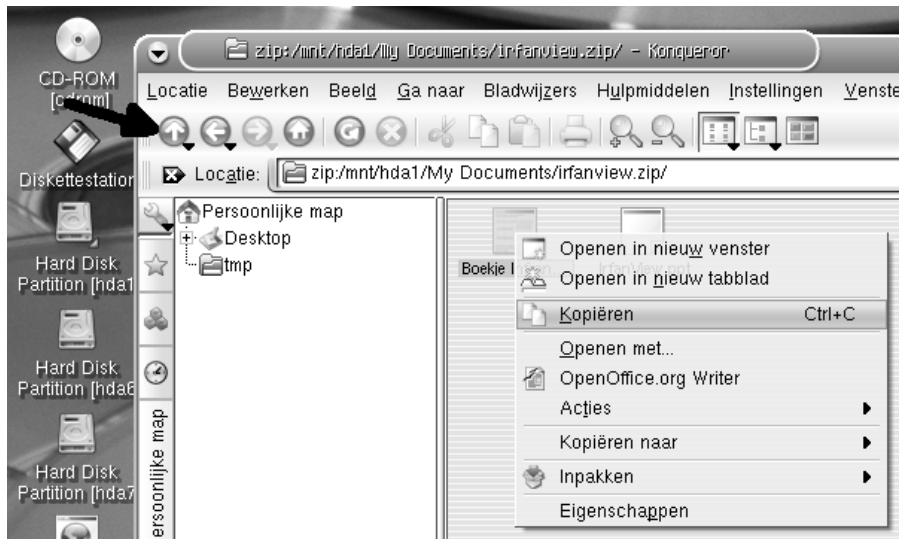 zip:/mnt/hda1/My Documents/irfanview.zip/ - Konqueror
CD-ROM
[cdrom]
Locatie Bewerken Beeld Ga naar Bladwijzers Hulpmiddelen Instellingen Venste
Diskettestation
Locatie: zip:/mnt/hda1/My Documents/irfanview.zip/
Hard Disk
Partition [hda1
Hard Disk
Partition [hda6
Hard Disk
Partition [hda7
Persoonlijke map
Desktop
tmp
ersoonlijke map
Boekje
Openen in nieuw venster
Openen in nieuw tabblad
Kopiëren Ctrl+C
Openen met...
OpenOffice.org Writer
Acties
Kopiëren naar
Inpakken
Eigenschappen